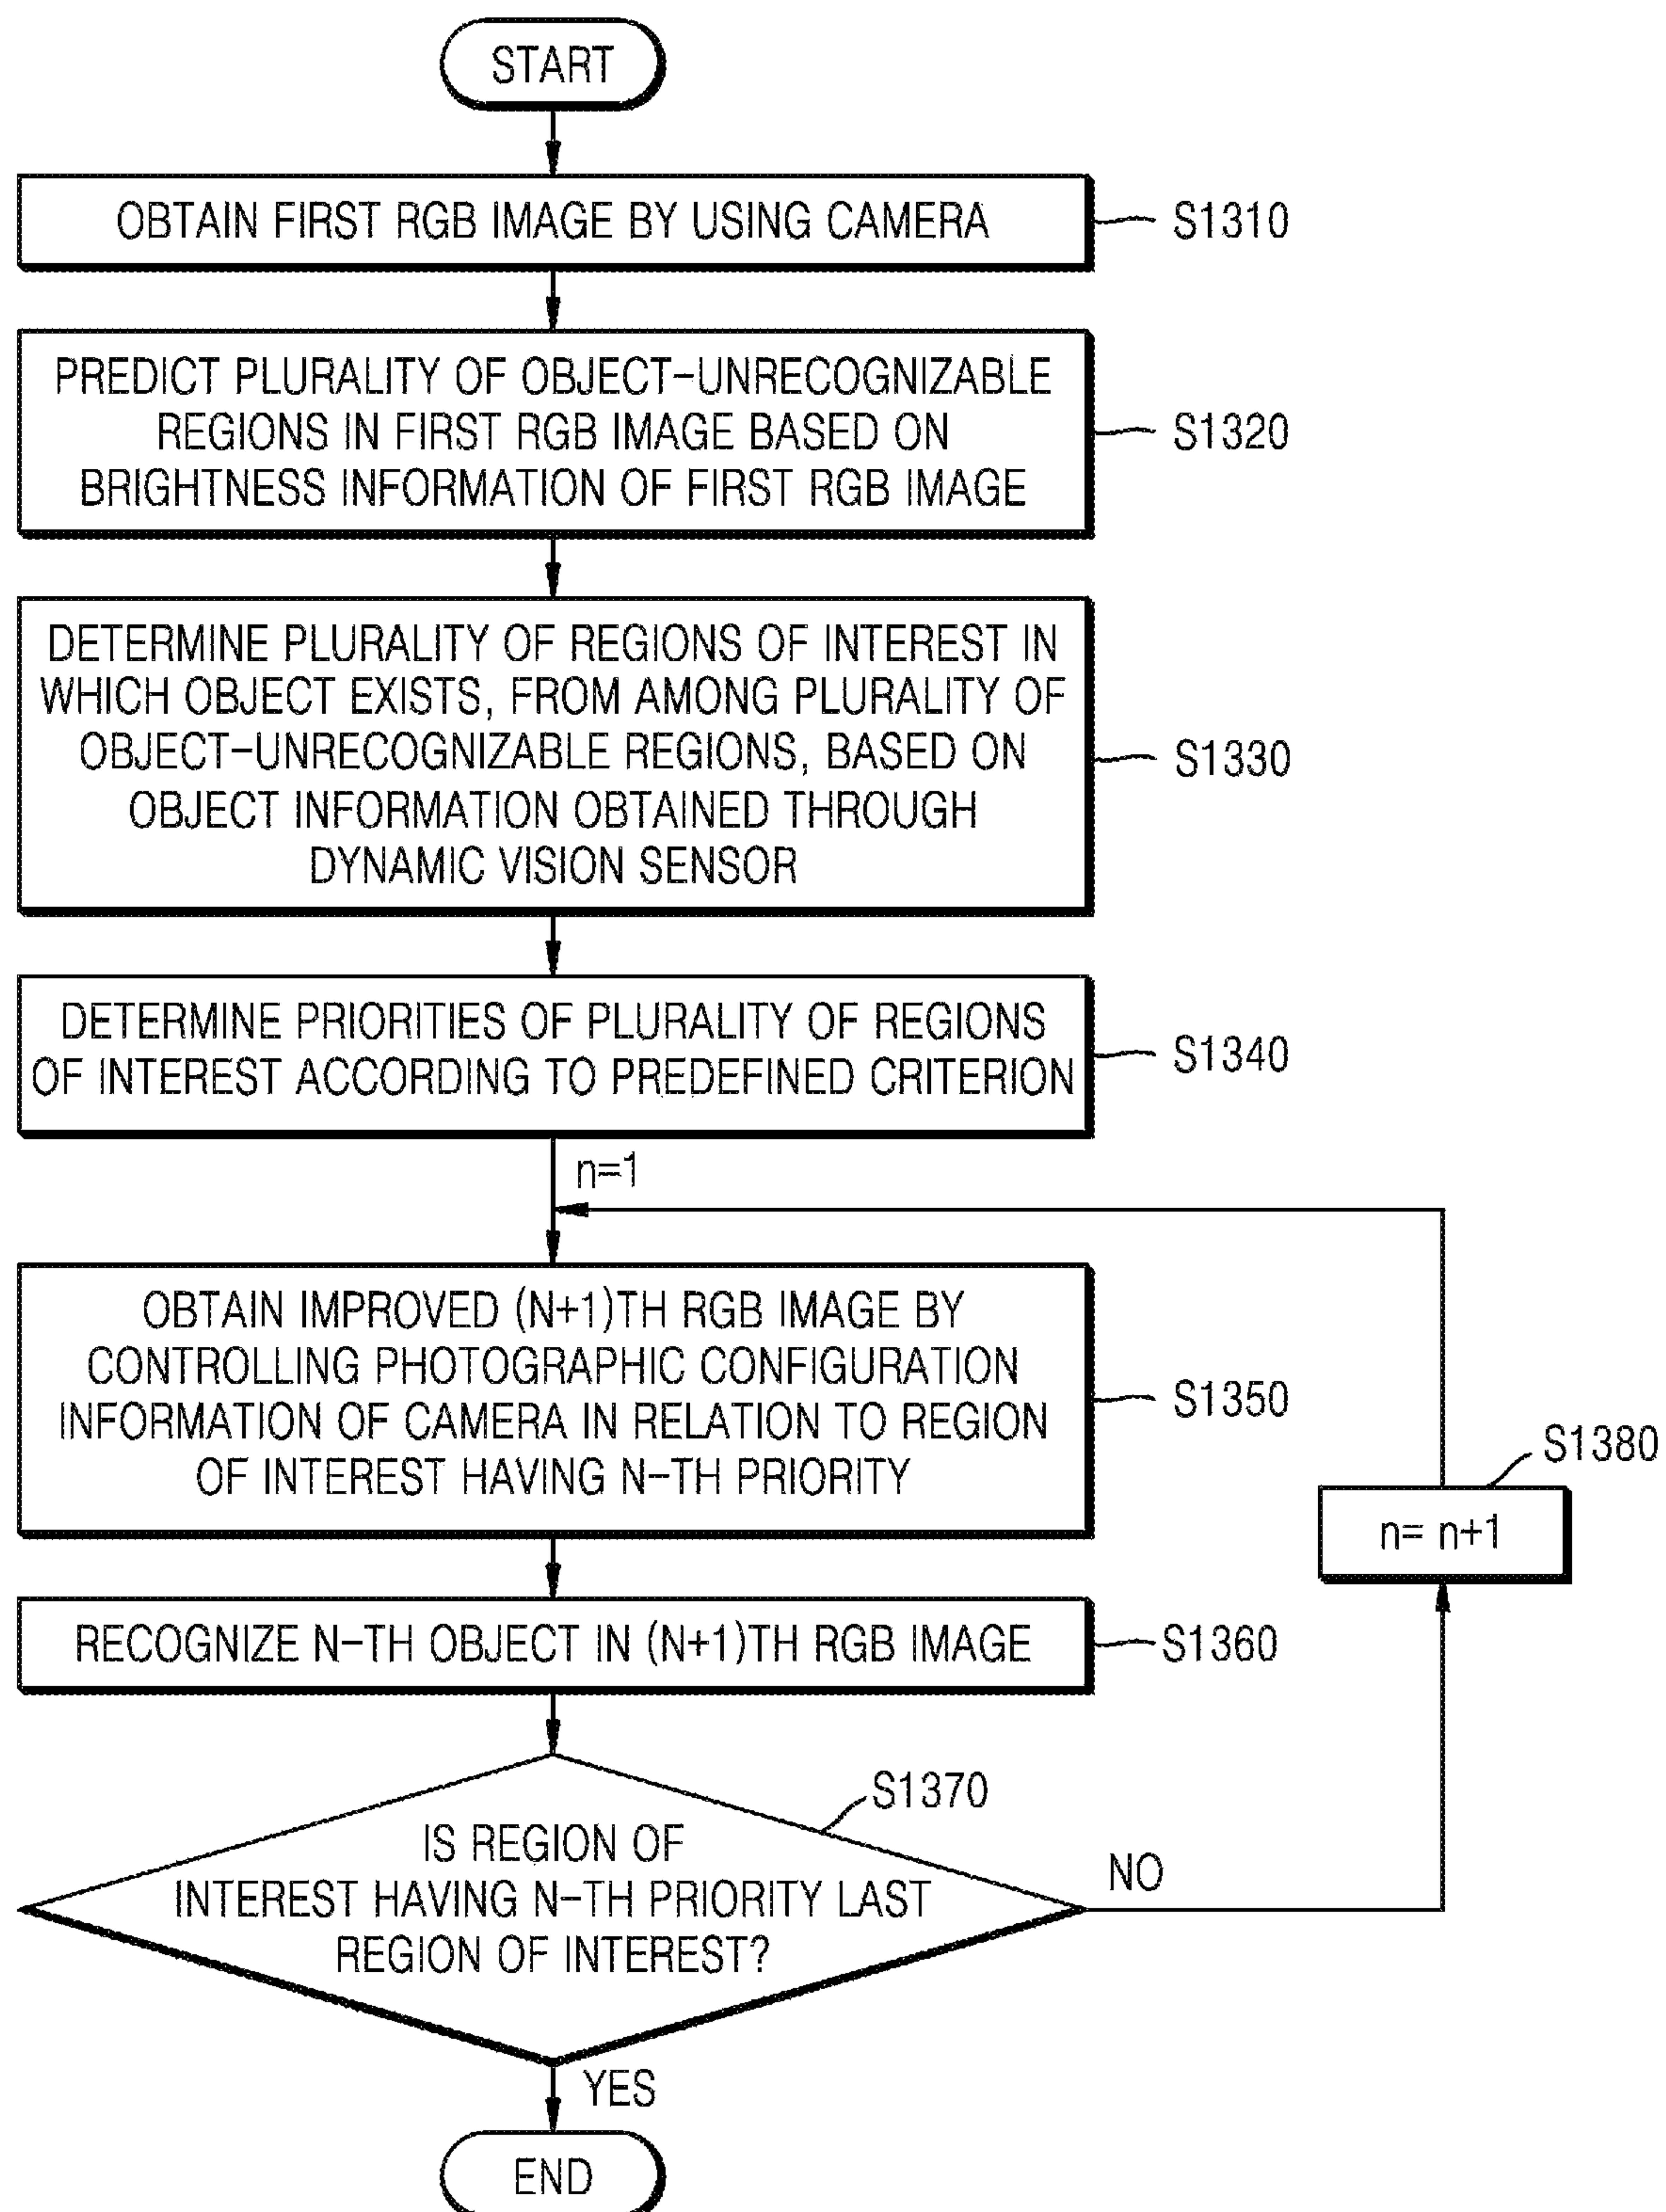 START
OBTAIN FIRST RGB IMAGE BY USING CAMERA
S1310
PREDICT PLURALITY OF OBJECT-UNRECOGNIZABLE
REGIONS IN FIRST RGB IMAGE BASED ON
BRIGHTNESS INFORMATION OF FIRST RGB IMAGE
S1320
DETERMINE PLURALITY OF REGIONS OF INTEREST IN
WHICH OBJECT EXISTS, FROM AMONG PLURALITY OF
OBJECT-UNRECOGNIZABLE REGIONS, BASED ON
OBJECT INFORMATION OBTAINED THROUGH
DYNAMIC VISION SENSOR
S1330
DETERMINE PRIORITIES OF PLURALITY OF REGIONS
OF INTEREST ACCORDING TO PREDEFINED CRITERION
S1340
n=1
OBTAIN IMPROVED (N+1)TH RGB IMAGE BY
CONTROLLING PHOTOGRAPHIC CONFIGURATION
INFORMATION OF CAMERA IN RELATION TO REGION
OF INTEREST HAVING N-TH PRIORITY
S1350
S1380
n= n+1
RECOGNIZE N-TH OBJECT IN (N+1)TH RGB IMAGE
S1360
S1370
IS REGION OF
INTEREST HAVING N-TH PRIORITY LAST
REGION OF INTEREST?
NO
YES
END